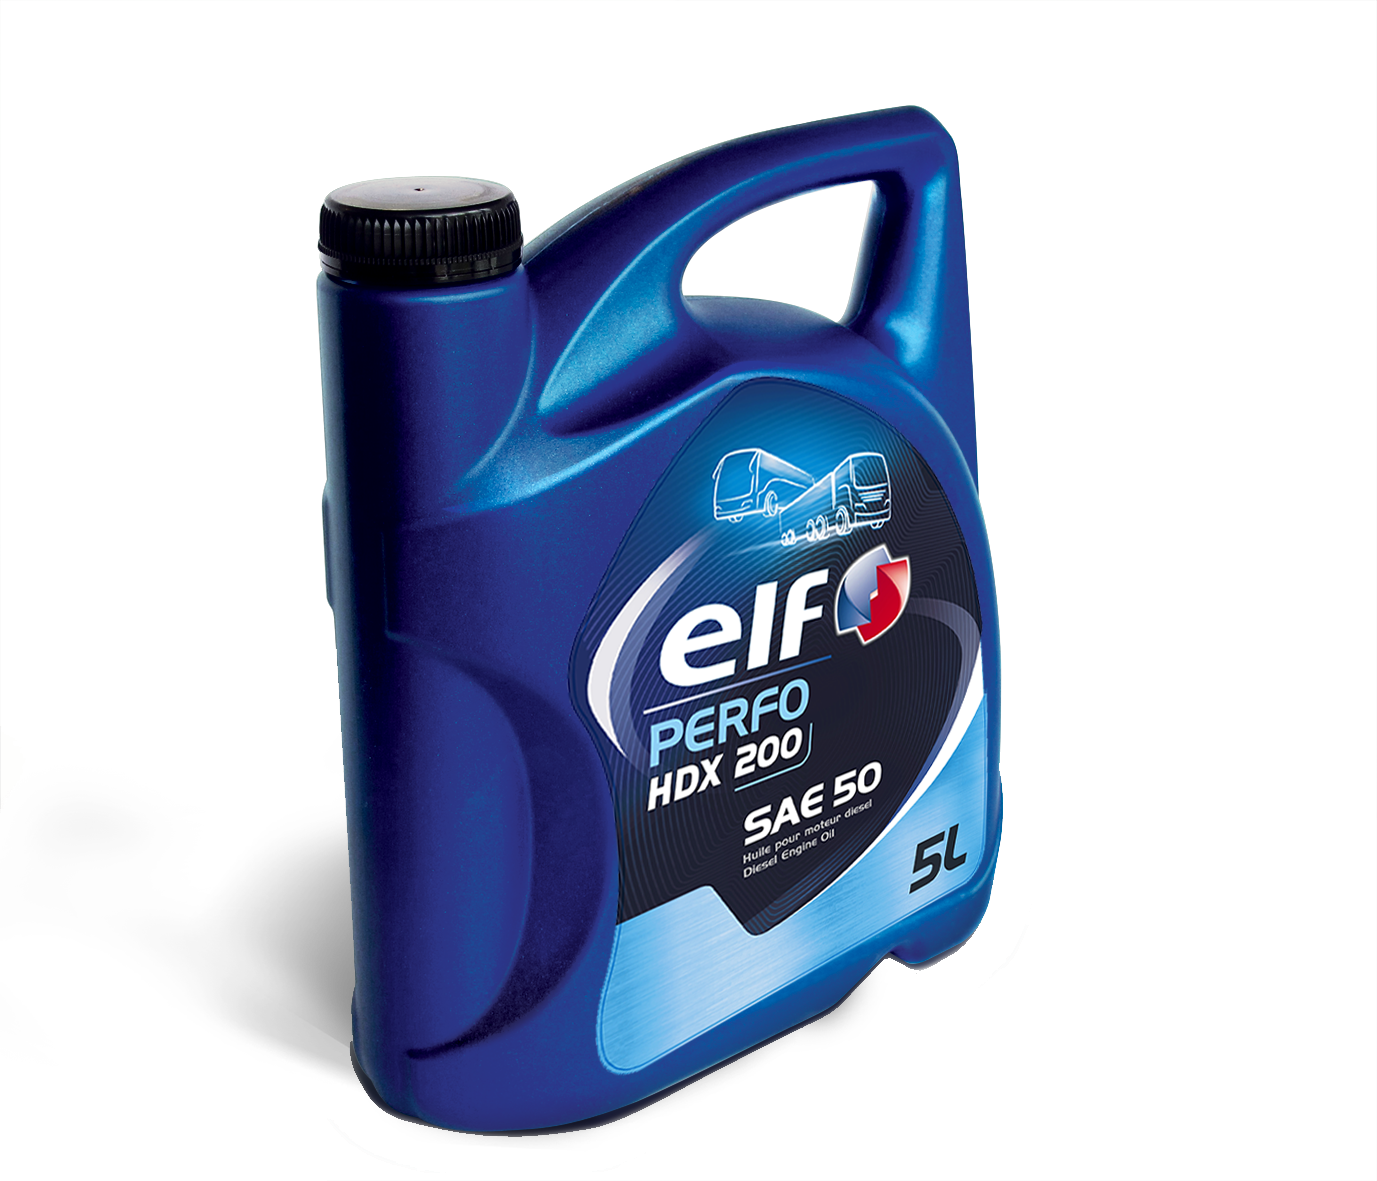 elf
PERFO
HDX 200
SAE 50
Huile pour moteur diesel
Diesel Engine Oil
5L